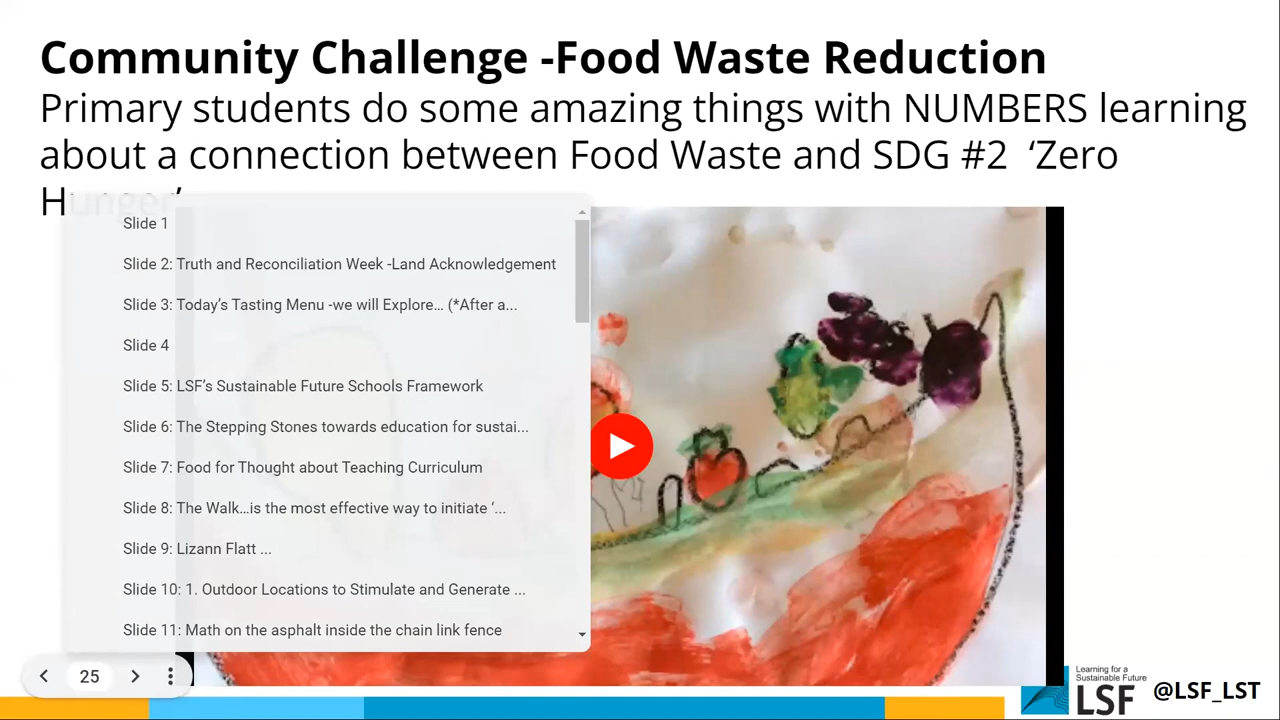 Community Challenge -Food Waste Reduction
Primary students do some amazing things with NUMBERS learning
about a connection between Food Waste and SDG #2 ‘Zero
Hunger’
Slide 1
Slide 2: Truth and Reconciliation Week -Land Acknowledgement
Slide 3: Today’s Tasting Menu -we will Explore… (*After a...
Slide 4
Slide 5: LSF’s Sustainable Future Schools Framework
Slide 6: The Stepping Stones towards education for sustai...
Slide 7: Food for Thought about Teaching Curriculum
Slide 8: The Walk…is the most effective way to initiate ‘...
Slide 9: Lizann Flatt ...
Slide 10: 1. Outdoor Locations to Stimulate and Generate ...
Slide 11: Math on the asphalt inside the chain link fence
25
Learning for a
Sustainable Future
LSF
@LSF_LST